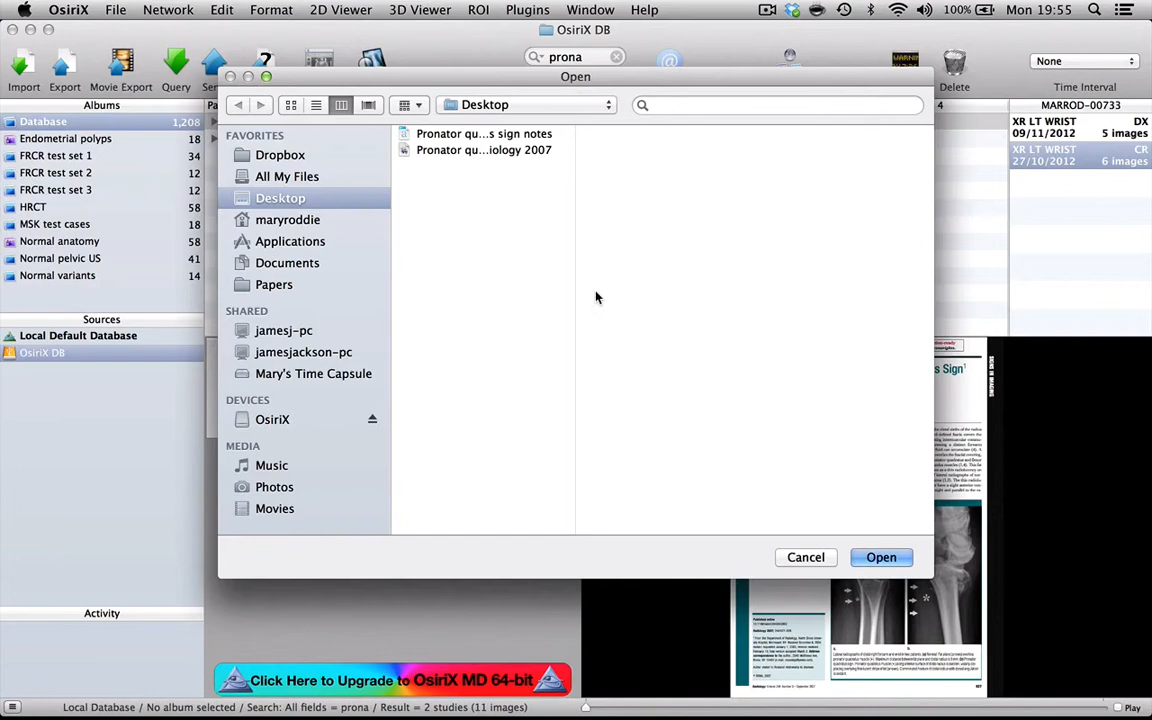 OsiriX File Network Edit Format 2D Viewer 3D Viewer ROI Plugins Window Help 100% Mon 19:55
OsiriX DB
prona
None
Import Export Movie Export Query Delete Time Interval
Open
Albums
4
MARROD-00733
Desktop
Database 1,208
Endometrial polyps 18
FRCR test set 1 34
FRCR test set 2 12
FRCR test set 3 12
HRCT 58
MSK test cases 18
Normal anatomy 58
Normal pelvic US 41
Normal variants 14
FAVORITES
Dropbox
All My Files
Desktop
maryroddie
Applications
Documents
Papers
SHARED
jamesj-pc
jamesjackson-pc
Mary's Time Capsule
DEVICES
OsiriX
MEDIA
Music
Photos
Movies
Pronator qu...s sign notes
Pronator qu...iology 2007
XR LT WRIST DX
09/11/2012 5 images
XR LT WRIST CR
27/10/2012 6 images
Sources
Local Default Database
OsiriX DB
s Sign
SIGNS IN IMAGING
Cancel
Open
Activity
Click Here to Upgrade to OsiriX MD 64-bit
Local Database / No album selected / Search: All fields = prona / Result = 2 studies (11 images)
Play